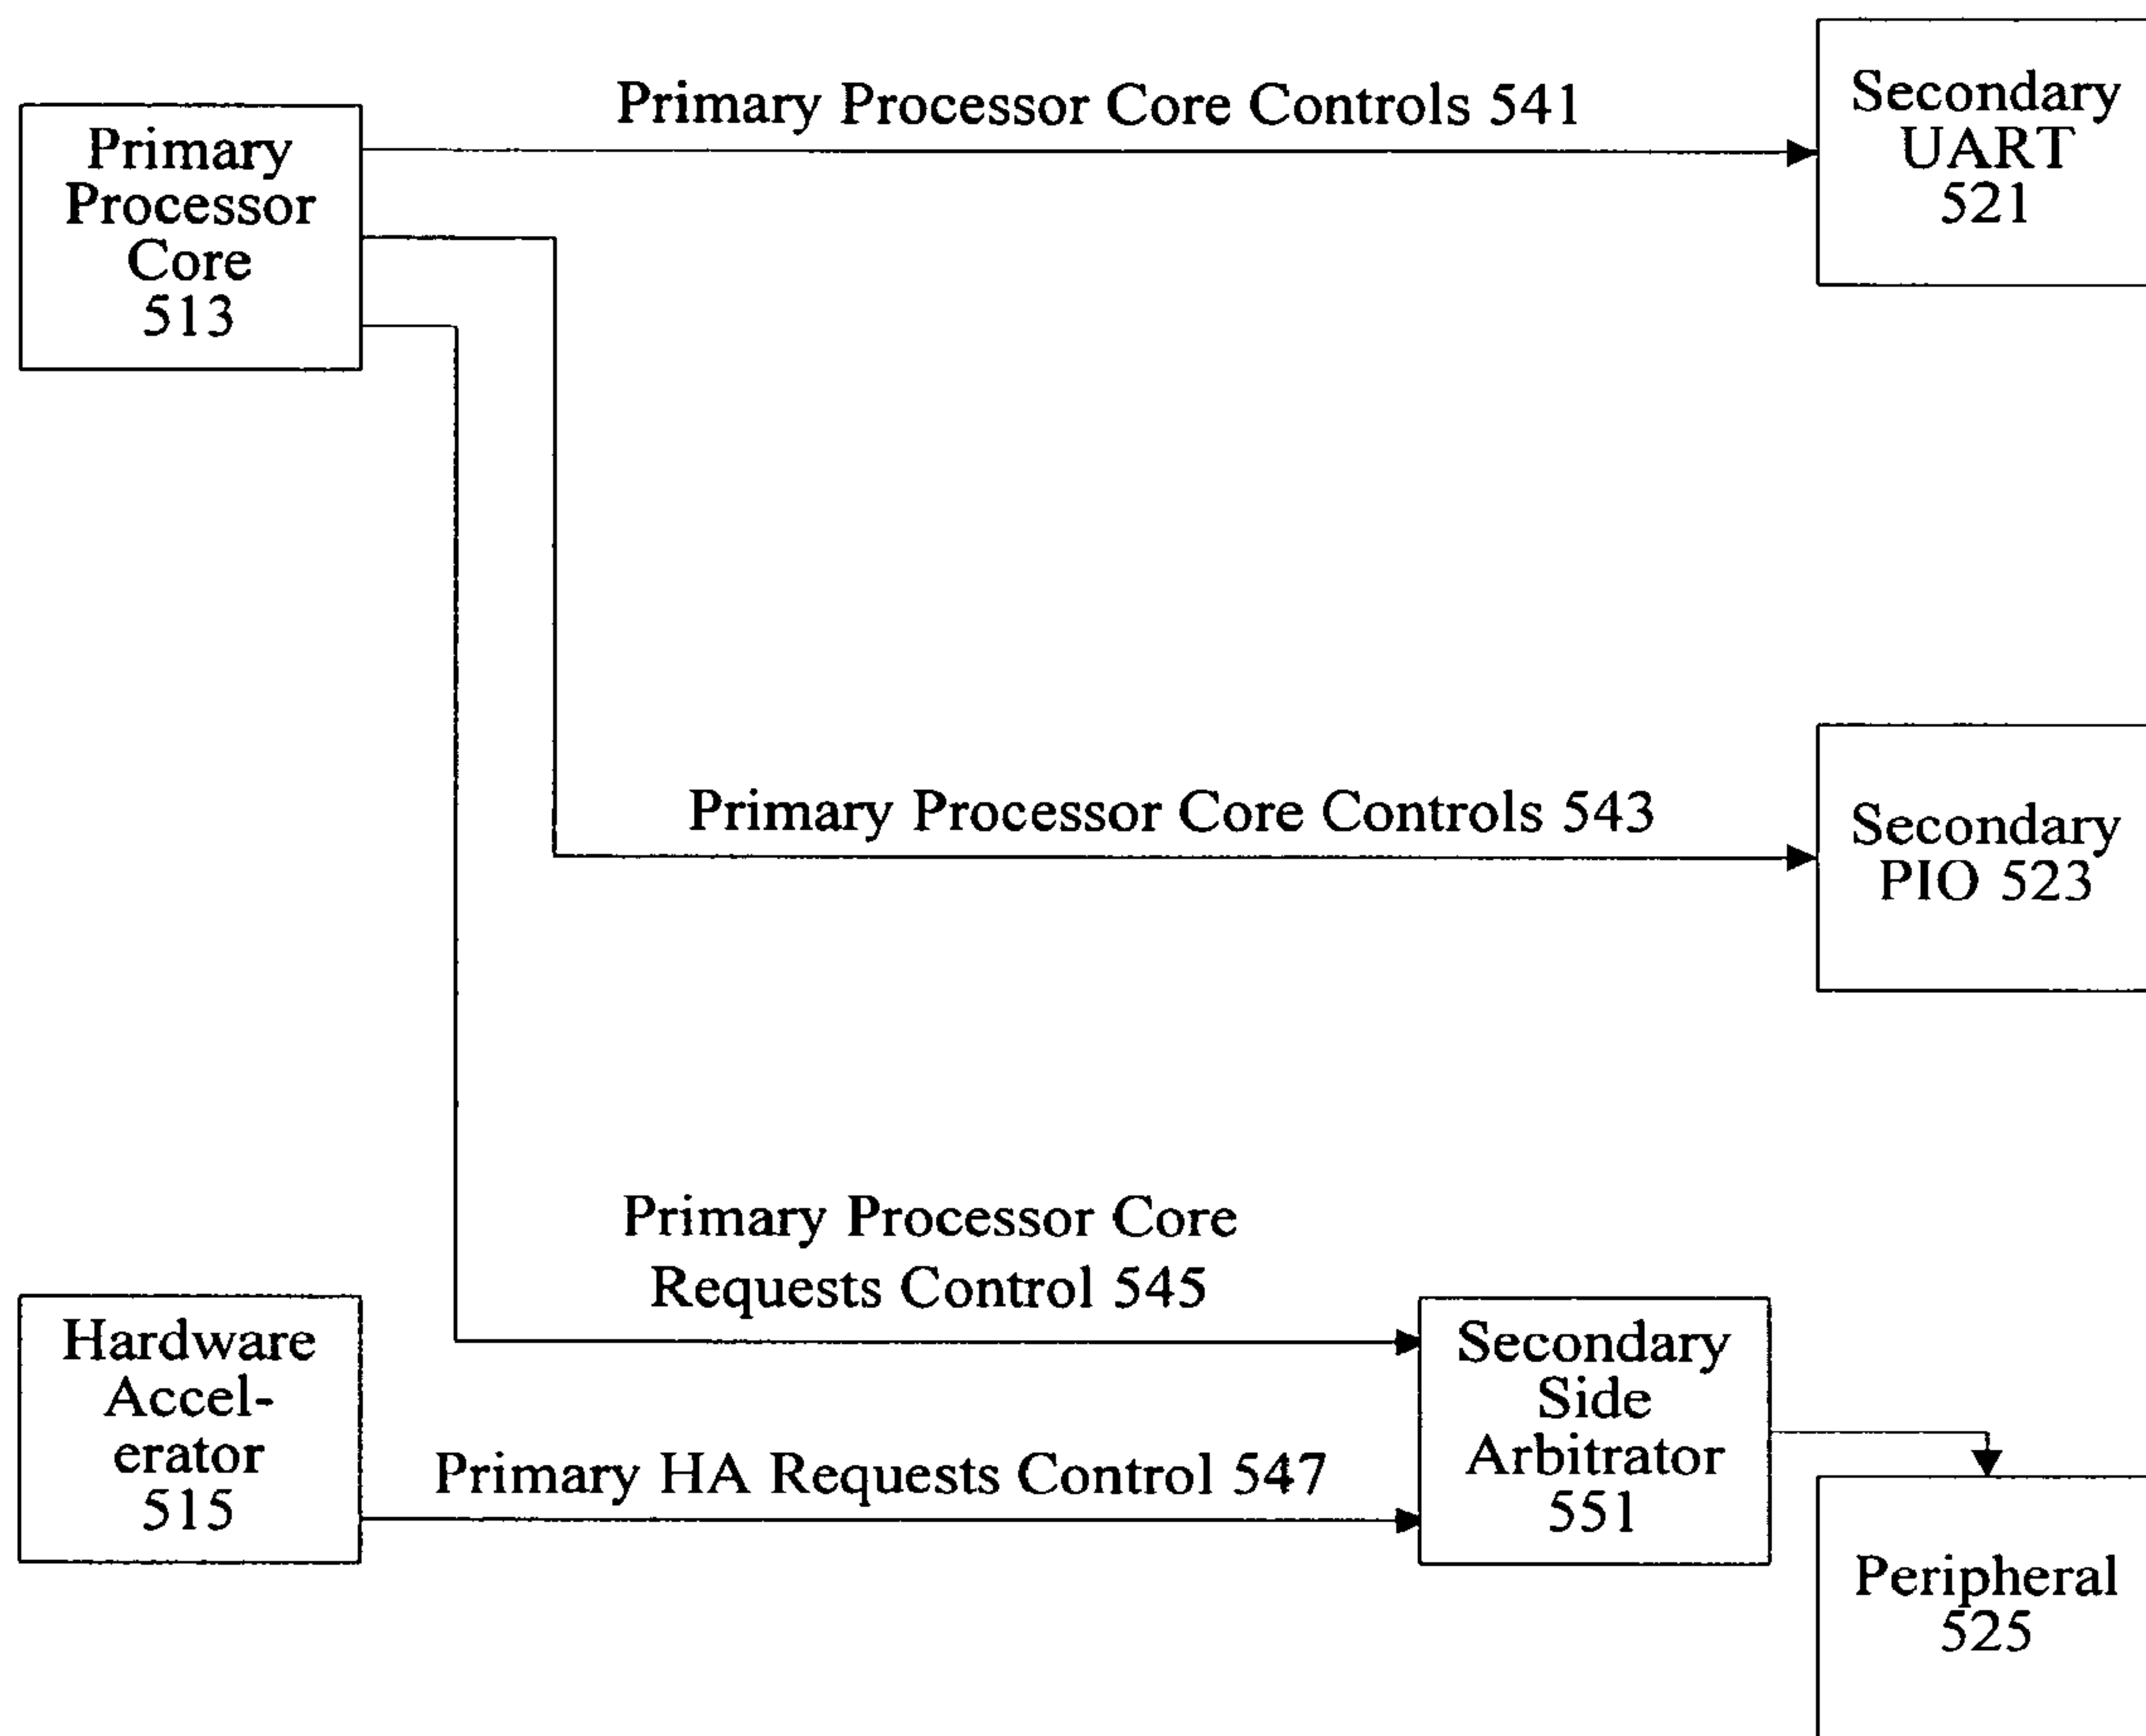 Primary Processor Core Controls 541
Secondary
UART
521
Primary
Processor
Core
513
Primary Processor Core Controls 543
Secondary
PIO 523
Primary Processor Core
Requests Control 545
Hardware
Accel-
erator
515
Primary HA Requests Control 547
Secondary
Side
Arbitrator
551
Peripheral
525